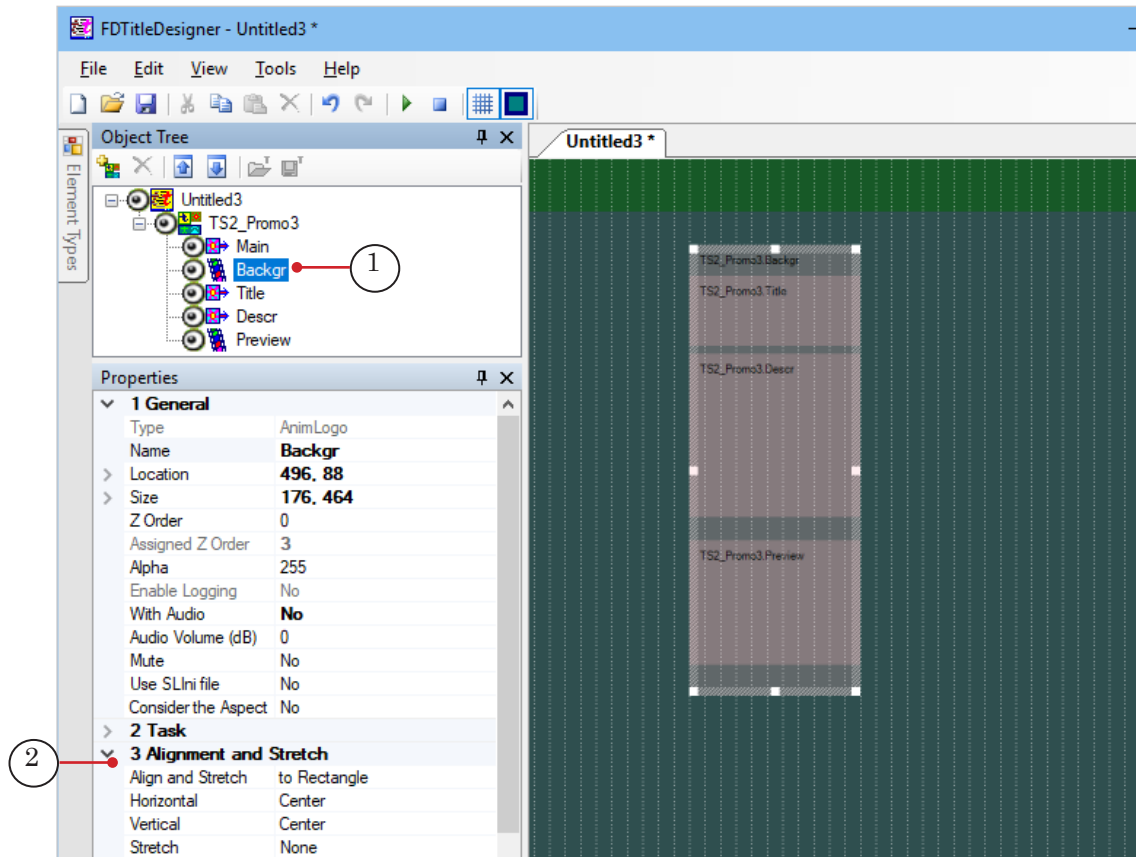 FDTitleDesigner - Untitled3 *
File Edit View Tools Help
Object Tree
Untitled3 *
Element Types
Untitled3
TS2_Promo3
Main
Backgr
1
Title
Descr
Preview
TS2_Promo3.Backgr
TS2_Promo3.Title
TS2_Promo3.Descr
TS2_Promo3.Preview
Properties
1 General
Type AnimLogo
Name Backgr
Location 496, 88
Size 176, 464
Z Order 0
Assigned Z Order 3
Alpha 255
Enable Logging No
With Audio No
Audio Volume (dB) 0
Mute No
Use SLIni file No
Consider the Aspect No
2 Task
2
3 Alignment and Stretch
Align and Stretch to Rectangle
Horizontal Center
Vertical Center
Stretch None